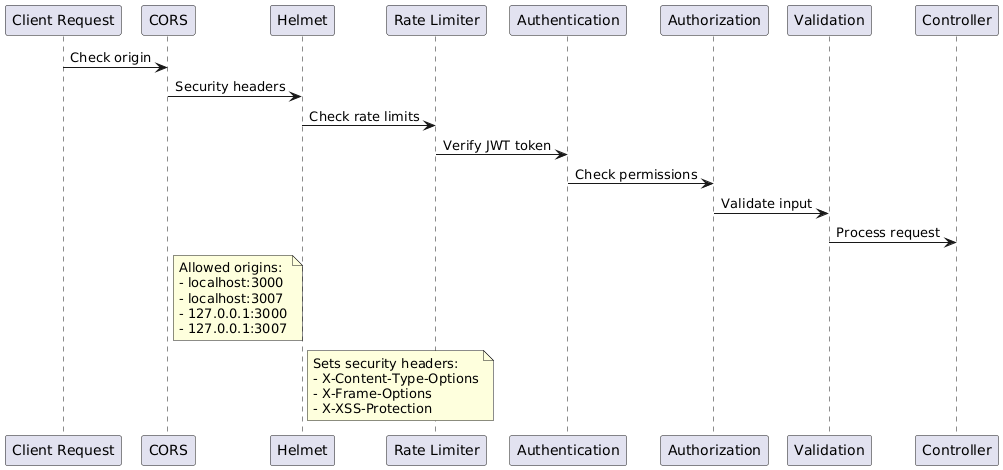 Client Request
CORS
Helmet
Rate Limiter
Authentication
Authorization
Validation
Controller
Check origin
Security headers
Check rate limits
Verify JWT token
Check permissions
Validate input
Process request
Allowed origins:
- localhost:3000
- localhost:3007
- 127.0.0.1:3000
- 127.0.0.1:3007
Sets security headers:
- X-Content-Type-Options
- X-Frame-Options
- X-XSS-Protection
Client Request
CORS
Helmet
Rate Limiter
Authentication
Authorization
Validation
Controller